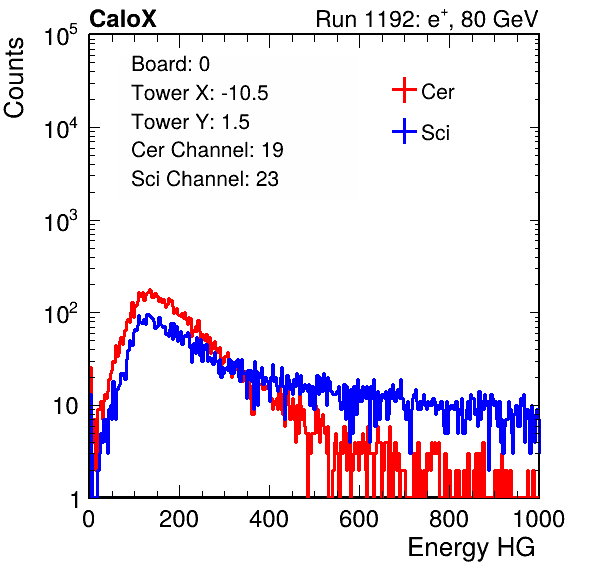 CaloX Run 1192: e⁺, 80 GeV
Counts
10⁵
10⁴
10³
10²
10
1
Board: 0
Tower X: -10.5
Tower Y: 1.5
Cer Channel: 19
Sci Channel: 23
Cer
Sci
0 200 400 600 800 1000
Energy HG